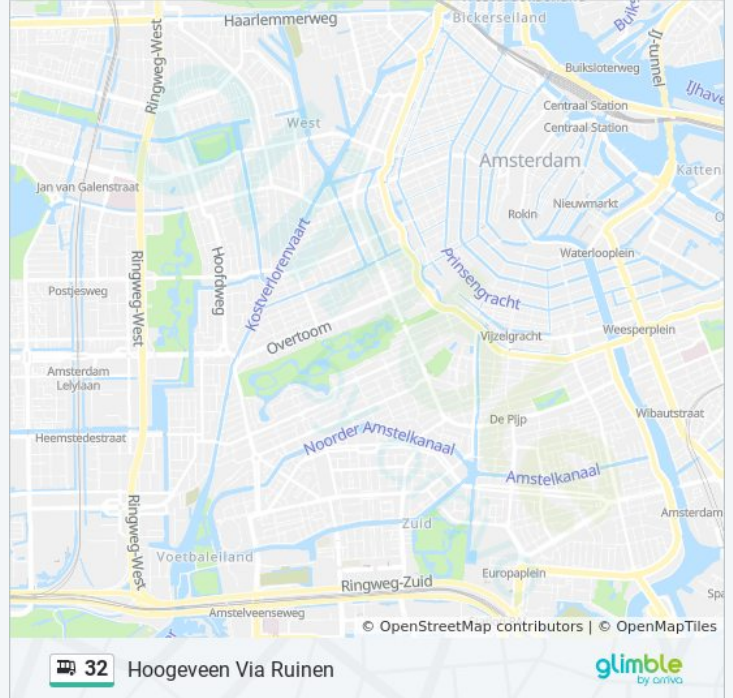 Haarlemmerweg
Bickerseiland
Ringweg-West
IJ-tunnel
Buiksloterweg
Centraal Station
Centraal Station
West
Amsterdam
Jan van Galenstraat
Rokin
Nieuwmarkt
Waterlooplein
Kostverlorenvaart
Hoofdweg
Ringweg-West
Prinsengracht
Postjesweg
Overtoom
Vijzelgracht
Weesperplein
Amsterdam
Lelylaan
De Pijp
Wibautstraat
Heemstedestraat
Noorder Amstelkanaal
Amstelkanaal
Ringweg-West
Zuid
Amsterdam
Voetbaleiland
Europaplein
Ringweg-Zuid
Amstelveenseweg
© OpenStreetMap contributors | © OpenMapTiles
32 Hoogeveen Via Ruinen
glimble
by arriva